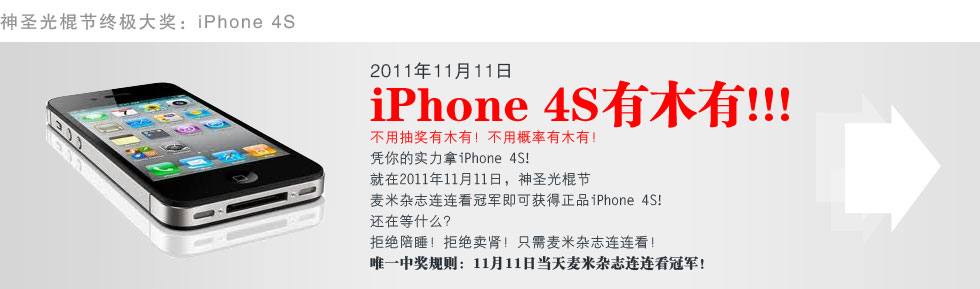 神圣光棍节终极大奖：iPhone 4S
2011年11月11日
iPhone 4S有木有!!!
不用抽奖有木有！不用概率有木有！
凭你的实力拿iPhone 4S!
就在2011年11月11日，神圣光棍节
麦米杂志连连看冠军即可获得正品iPhone 4S!
还在等什么？
拒绝陪睡！拒绝卖肾！只需麦米杂志连连看！
唯一中奖规则：11月11日当天麦米杂志连连看冠军！